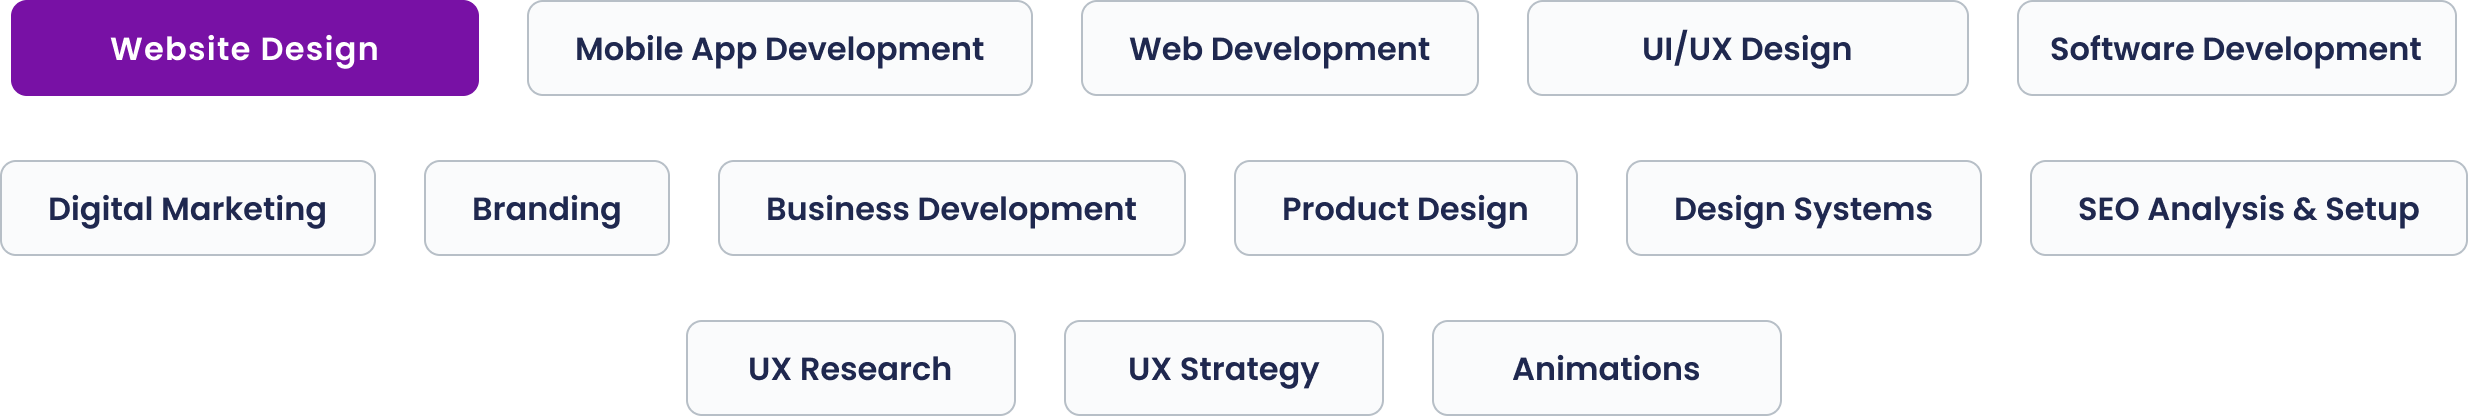 Website Design
Mobile App Development
Web Development
UI/UX Design
Software Development
Digital Marketing
Branding
Business Development
Product Design
Design Systems
SEO Analysis & Setup
UX Research
UX Strategy
Animations